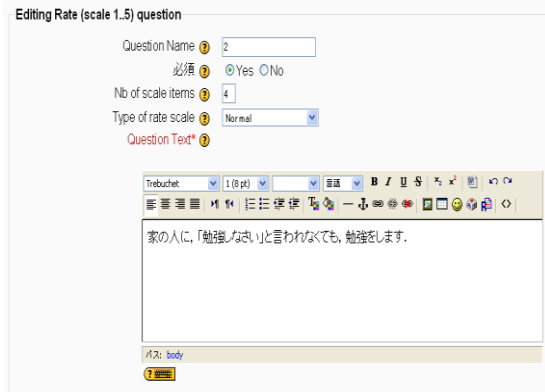 Editing Rate (scale 1..5) question
Question Name 2
必須 Yes No
Nb of scale items 4
Type of rate scale Normal
Question Text*
Trebuchet 1 (8 pt) 言語 B I U S x₂ x²
家の人に,「勉強しなさい」と言われなくても, 勉強をします.
パス: body